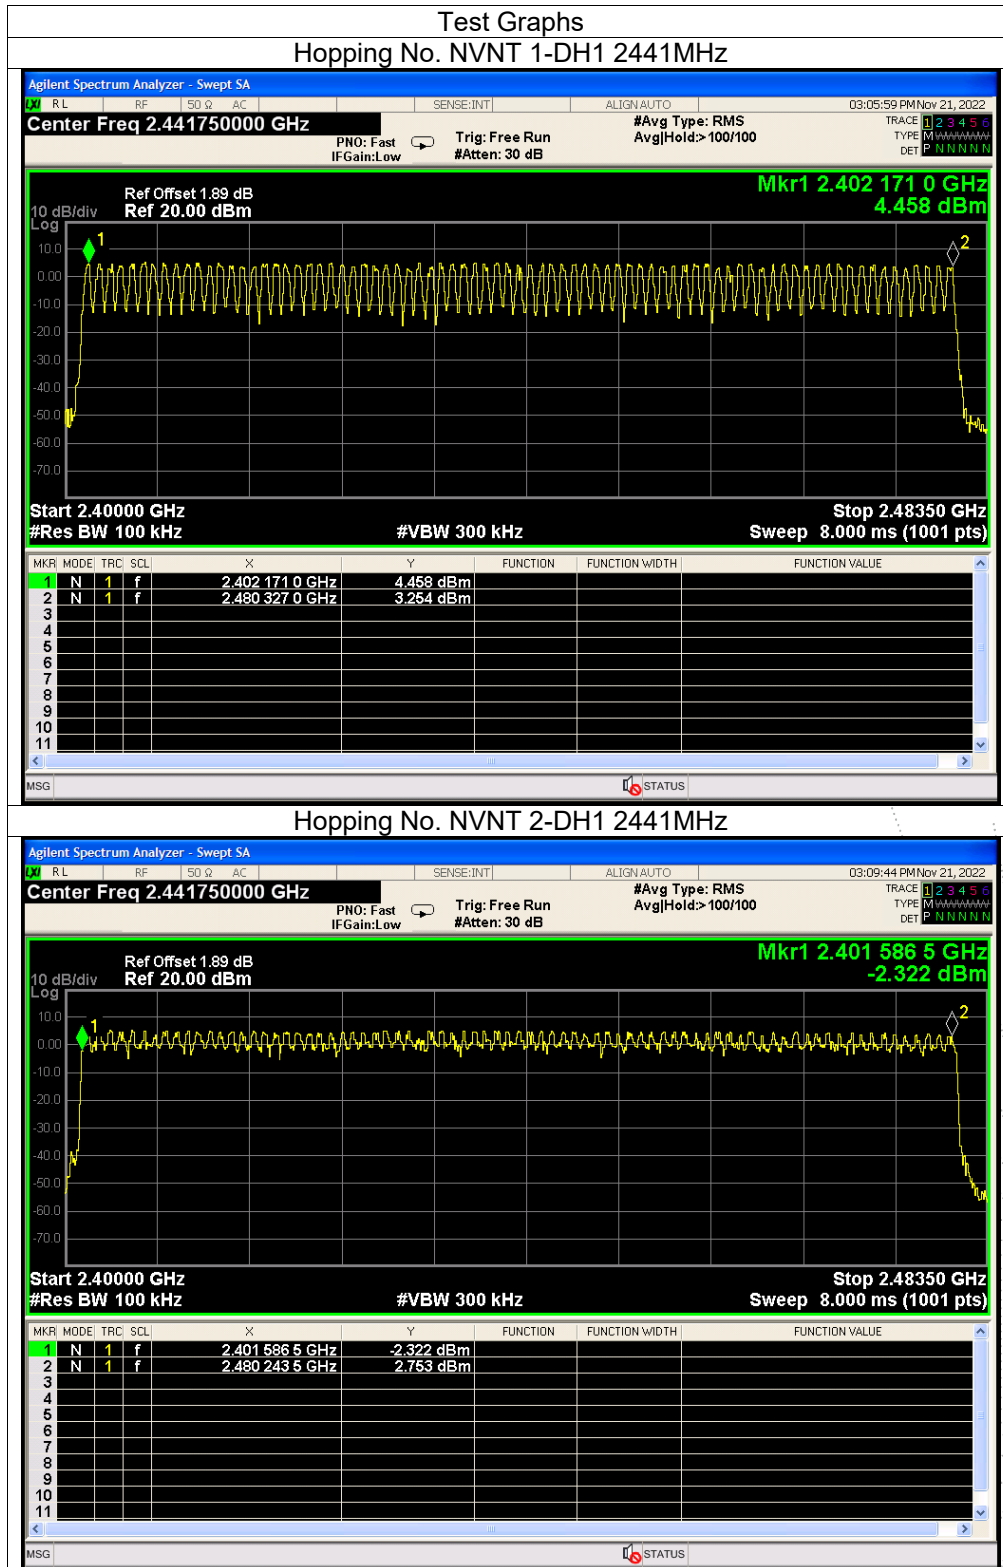 Test Graphs
Hopping No. NVNT 1-DH1 2441MHz
Agilent Spectrum Analyzer - Swept SA
LXI RL RF 50 Ω AC SENSE:INT ALIGN AUTO 03:05:59 PM Nov 21, 2022
Center Freq 2.441750000 GHz #Avg Type: RMS TRACE 1 2 3 4 5 6
PNO: Fast Trig: Free Run Avg|Hold:>100/100 TYPE M
IFGain:Low #Atten: 30 dB DET P N N N N N
Mkr1 2.402 171 0 GHz
Ref Offset 1.89 dB
10 dB/div Ref 20.00 dBm 4.458 dBm
Log
10.0
0.00
-10.0
-20.0
-30.0
-40.0
-50.0
-60.0
-70.0
1
2
Start 2.40000 GHz Stop 2.48350 GHz
#Res BW 100 kHz #VBW 300 kHz Sweep 8.000 ms (1001 pts)
MKR MODE TRC SCL X Y FUNCTION FUNCTION WIDTH FUNCTION VALUE
1 N 1 f 2.402 171 0 GHz 4.458 dBm
2 N 1 f 2.480 327 0 GHz 3.254 dBm
3
4
5
6
7
8
9
10
11
MSG STATUS
Hopping No. NVNT 2-DH1 2441MHz
Agilent Spectrum Analyzer - Swept SA
LXI RL RF 50 Ω AC SENSE:INT ALIGN AUTO 03:09:44 PM Nov 21, 2022
Center Freq 2.441750000 GHz #Avg Type: RMS TRACE 1 2 3 4 5 6
PNO: Fast Trig: Free Run Avg|Hold:>100/100 TYPE M
IFGain:Low #Atten: 30 dB DET P N N N N N
Mkr1 2.401 586 5 GHz
Ref Offset 1.89 dB
10 dB/div Ref 20.00 dBm -2.322 dBm
Log
10.0
0.00
-10.0
-20.0
-30.0
-40.0
-50.0
-60.0
-70.0
1
2
Start 2.40000 GHz Stop 2.48350 GHz
#Res BW 100 kHz #VBW 300 kHz Sweep 8.000 ms (1001 pts)
MKR MODE TRC SCL X Y FUNCTION FUNCTION WIDTH FUNCTION VALUE
1 N 1 f 2.401 586 5 GHz -2.322 dBm
2 N 1 f 2.480 243 5 GHz 2.753 dBm
3
4
5
6
7
8
9
10
11
MSG STATUS